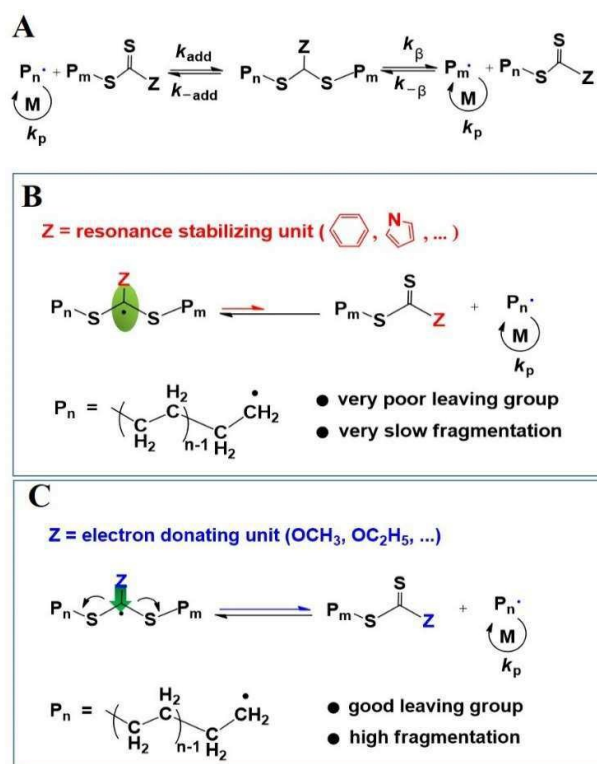 A
S Z S
Pn• + Pm S Z kadd Pn S S Pm kβ Pm• + Pn S Z
M k−add k−β M
kp kp
B
Z = resonance stabilizing unit ( , N , ... )
Z S
Pn S • S Pm Pm S Z + Pn•
M
kp
H2 • • very poor leaving group
Pn = ( C C CH2
C C • very slow fragmentation
H2 n-1 H2
C
Z = electron donating unit (OCH3, OC2H5, ...)
Z S
Pn S • S Pm Pm S Z + Pn•
M
kp
H2 • • good leaving group
Pn = ( C C CH2
C C • high fragmentation
H2 n-1 H2